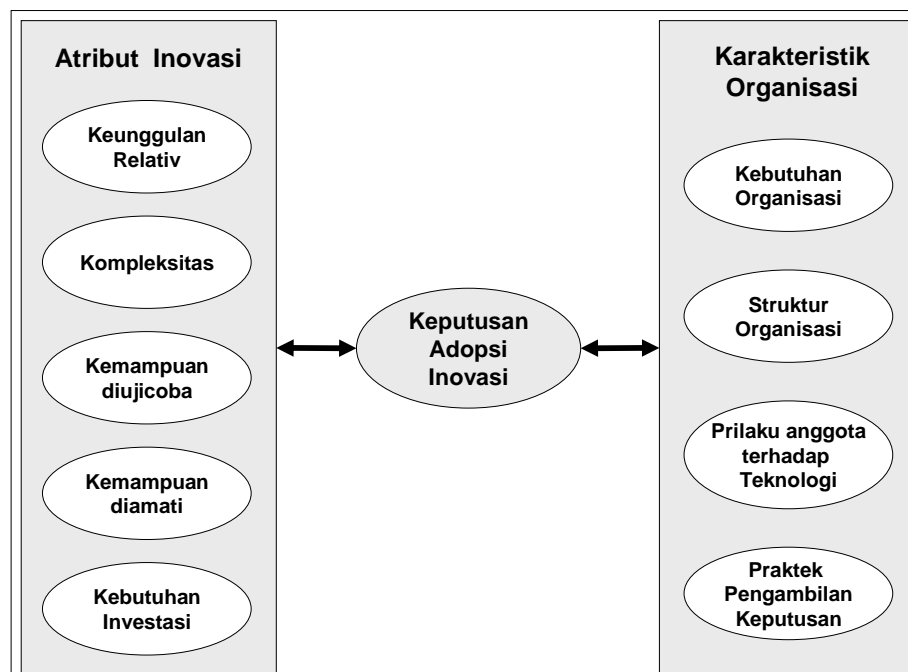 Atribut Inovasi
Keunggulan
Relativ
Kompleksitas
Kemampuan
diujicoba
Kemampuan
diamati
Kebutuhan
Investasi
Keputusan
Adopsi
Inovasi
Karakteristik
Organisasi
Kebutuhan
Organisasi
Struktur
Organisasi
Prilaku anggota
terhadap
Teknologi
Praktek
Pengambilan
Keputusan